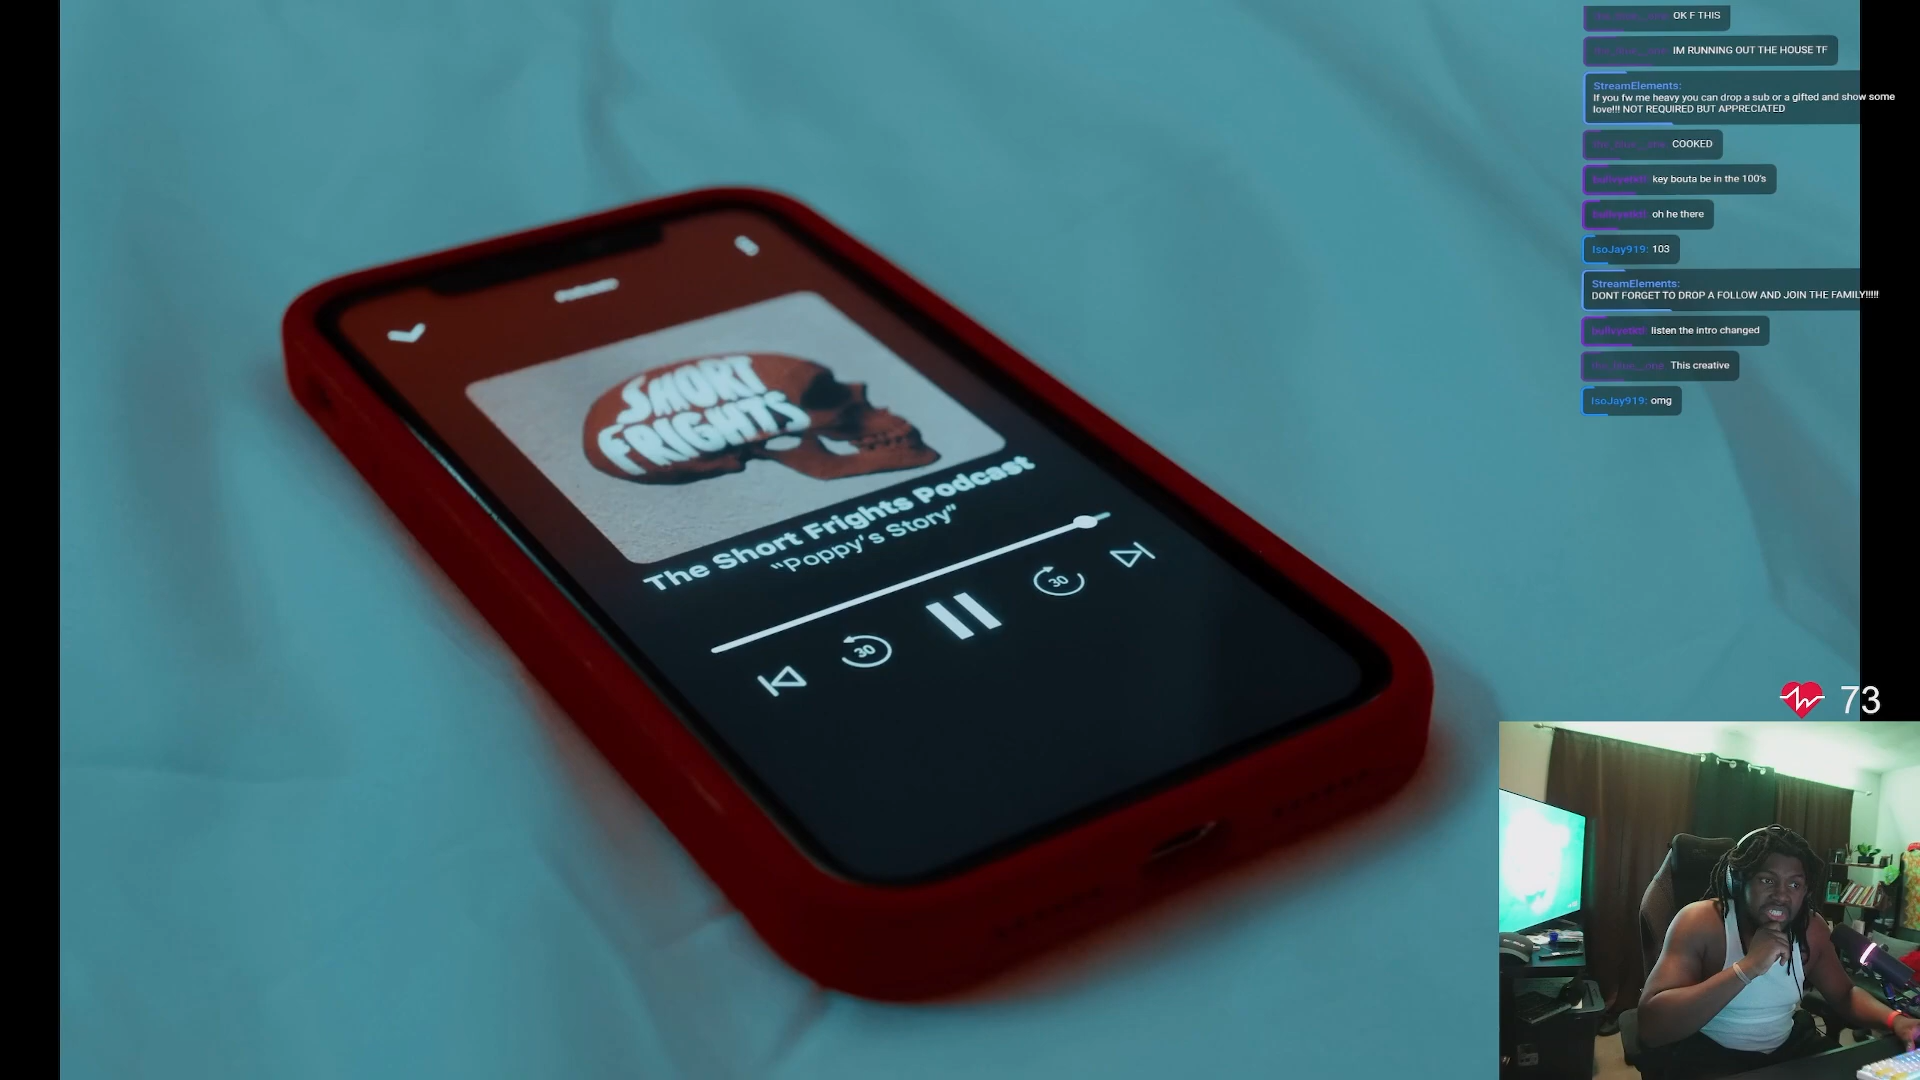 OK F THIS
IM RUNNING OUT THE HOUSE TF
StreamElements:
If you fw me heavy you can drop a sub or a gifted and show some
love!!! NOT REQUIRED BUT APPRECIATED
COOKED
key bouta be in the 100's
oh he there
IsoJay919: 103
StreamElements:
DONT FORGET TO DROP A FOLLOW AND JOIN THE FAMILY!!!!!
listen the intro changed
This creative
IsoJay919: omg
Podcast
SHORT
FRIGHTS
The Short Frights Podcast
"Poppy's Story"
30
30
73